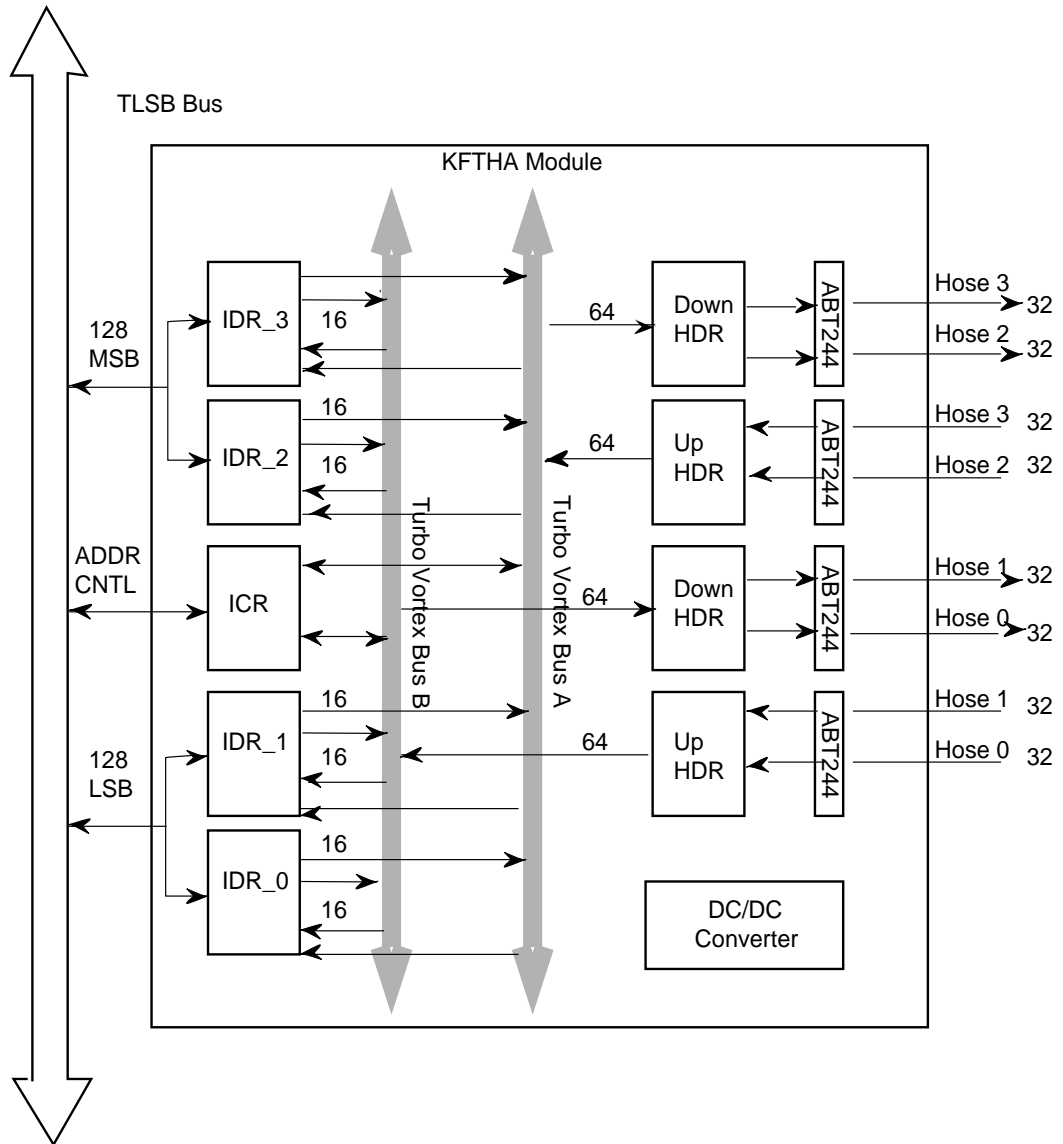 TLSB Bus
KFTHA Module
128
MSB
IDR_3
16
64
Down
HDR
ABT244
Hose 3
32
Hose 2
32
IDR_2
16
16
64
Up
HDR
ABT244
Hose 3
32
Hose 2
32
Turbo Vortex Bus B
Turbo Vortex Bus A
ADDR
CNTL
ICR
64
Down
HDR
ABT244
Hose 1
32
Hose 0
32
128
LSB
IDR_1
16
16
64
Up
HDR
ABT244
Hose 1
32
Hose 0
32
IDR_0
16
16
DC/DC
Converter